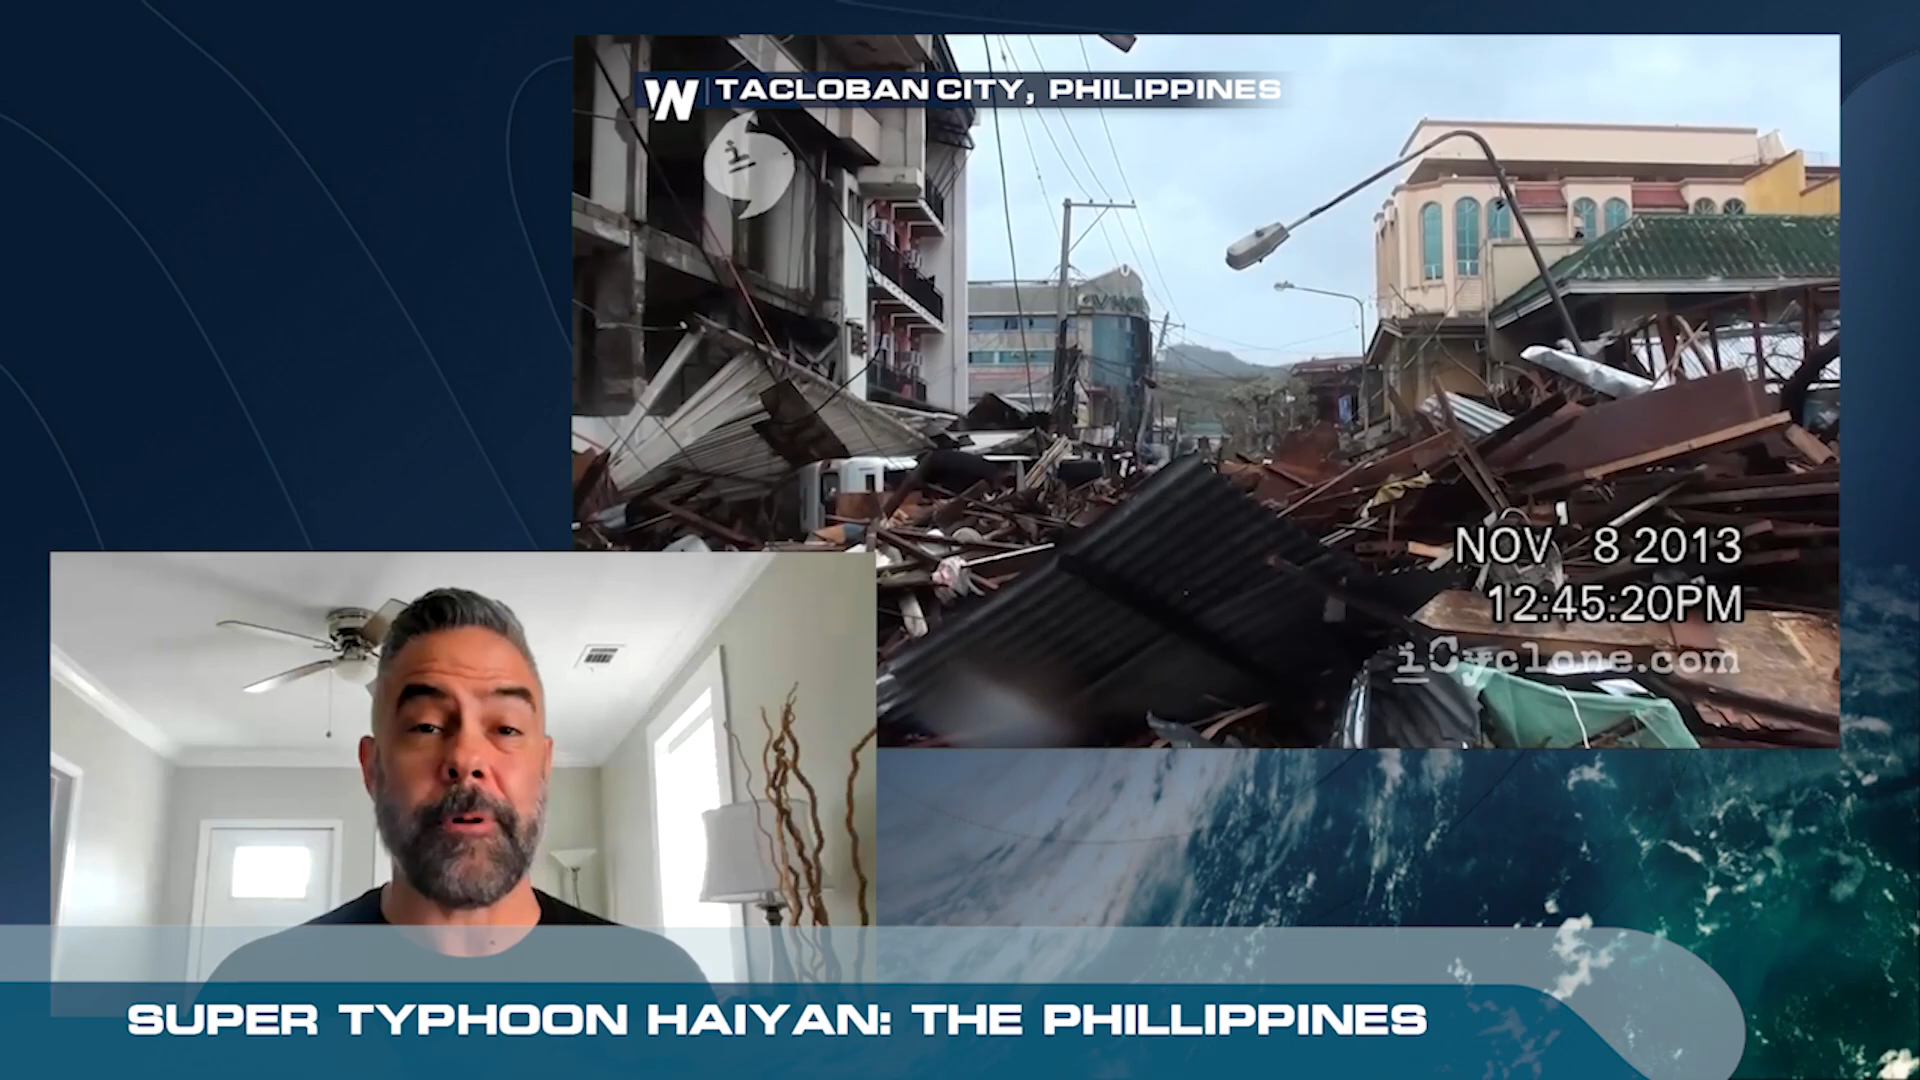 W TACLOBAN CITY, PHILIPPINES
NOV 8 2013
12:45:20PM
iCyclone.com
SUPER TYPHOON HAIYAN: THE PHILLIPPINES